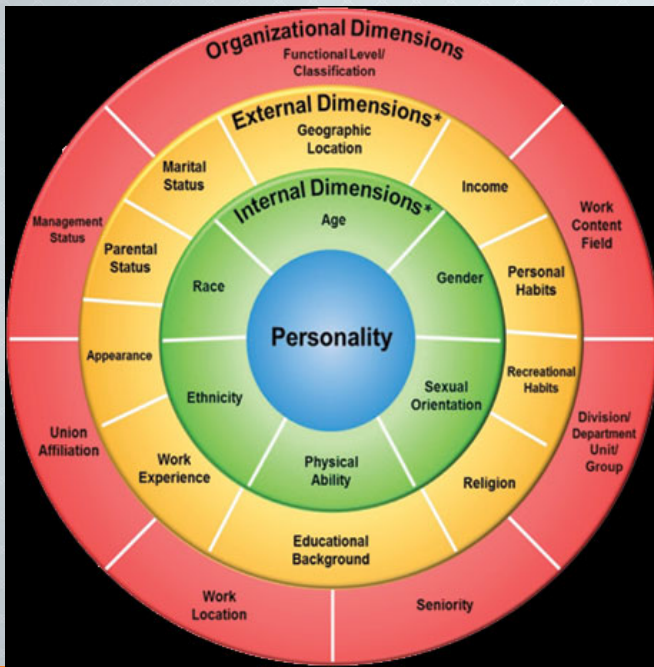 Organizational Dimensions
Functional Level/
Classification
External Dimensions*
Geographic
Location
Marital
Status
Income
Internal Dimensions*
Age
Management
Status
Work
Content
Field
Parental
Status
Personal
Habits
Race
Gender
Personality
Appearance
Recreational
Habits
Ethnicity
Sexual
Orientation
Union
Affiliation
Division/
Department
Unit/
Group
Work
Experience
Physical
Ability
Religion
Educational
Background
Work
Location
Seniority